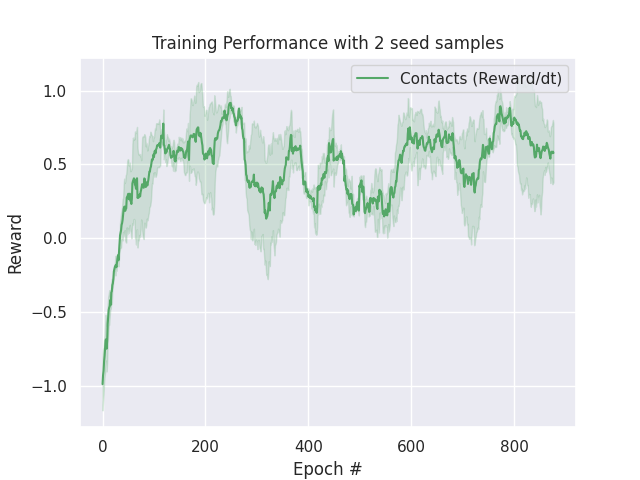 Training Performance with 2 seed samples
Contacts (Reward/dt)
1.0
0.5
0.0
−0.5
−1.0
Reward
0 200 400 600 800
Epoch #